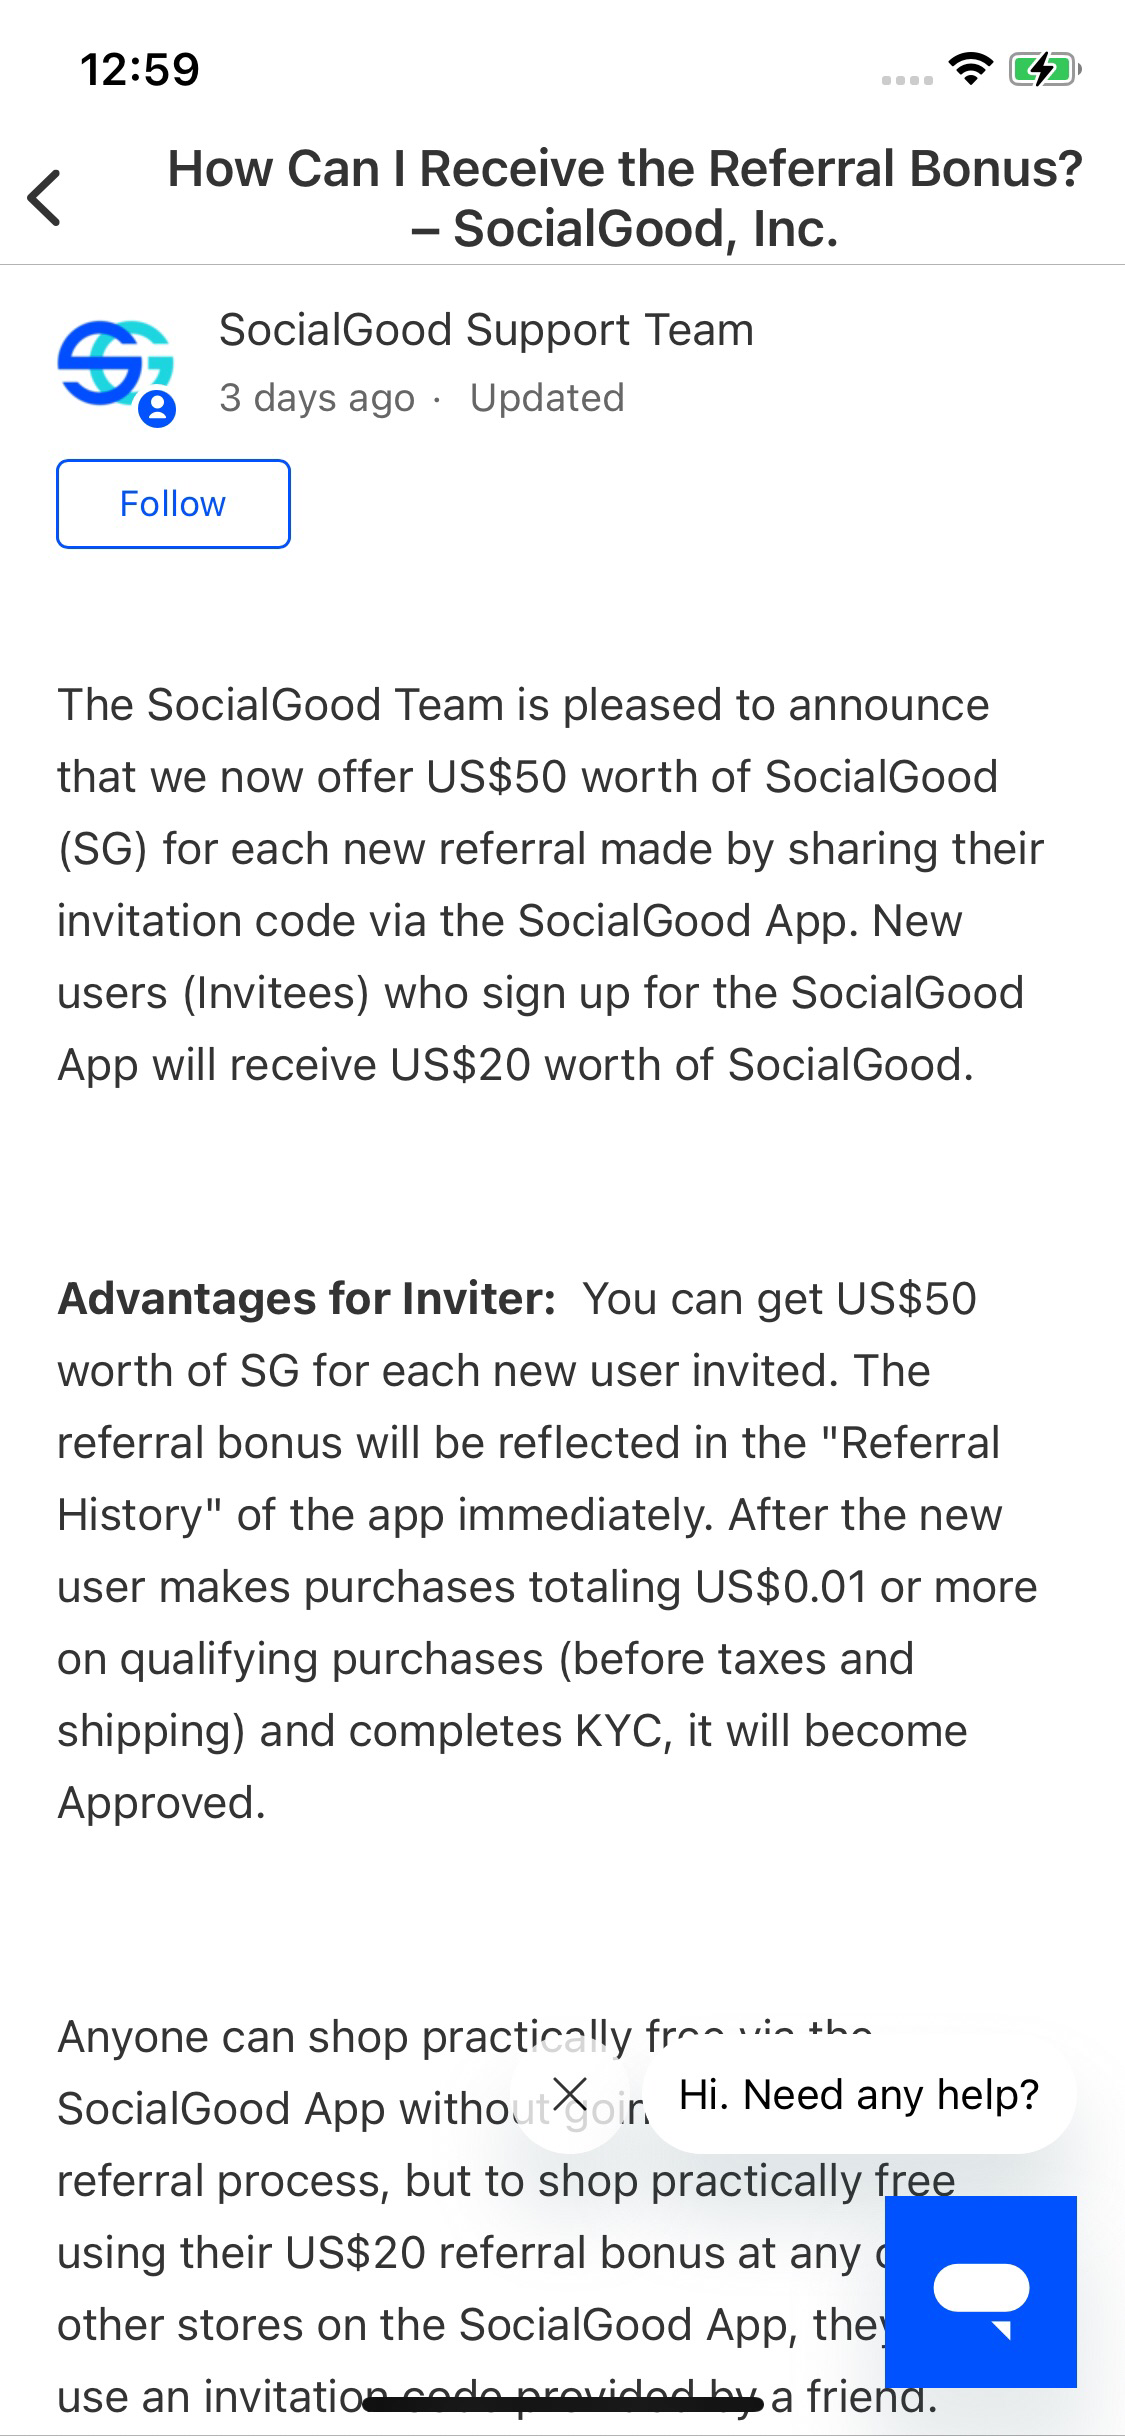 12:59
How Can I Receive the Referral Bonus?
– SocialGood, Inc.
SocialGood Support Team
3 days ago · Updated
Follow
The SocialGood Team is pleased to announce
that we now offer US$50 worth of SocialGood
(SG) for each new referral made by sharing their
invitation code via the SocialGood App. New
users (Invitees) who sign up for the SocialGood
App will receive US$20 worth of SocialGood.
Advantages for Inviter: You can get US$50
worth of SG for each new user invited. The
referral bonus will be reflected in the "Referral
History" of the app immediately. After the new
user makes purchases totaling US$0.01 or more
on qualifying purchases (before taxes and
shipping) and completes KYC, it will become
Approved.
Anyone can shop practically free via the
SocialGood App without
Hi. Need any help?
referral process, but to shop practically free
using their US$20 referral bonus at any
other stores on the SocialGood App, they
use an invitation code provided by a friend.